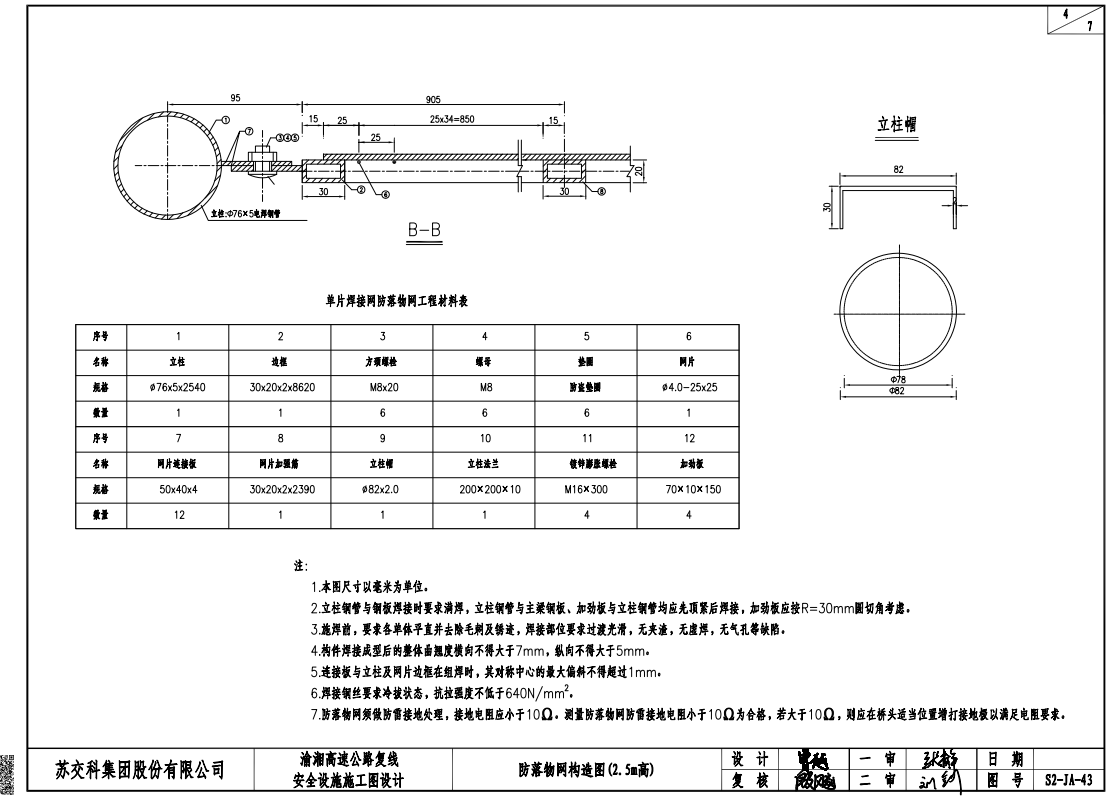 4
7
95
905
15
25
25x34=850
15
25
①
⑦
③④⑤
30
②
⑥
30
⑧
20
立柱:Φ76×5电焊钢管
B-B
立柱帽
82
30
2
Φ78
Φ82
单片焊接网防落物网工程材料表
序号 1 2 3 4 5 6
名称 立柱 边框 方颈螺栓 螺母 垫圈 网片
规格 φ76x5x2540 30x20x2x8620 M8x20 M8 防盗垫圈 φ4.0-25x25
数量 1 1 6 6 6 1
序号 7 8 9 10 11 12
名称 网片连接板 网片加强筋 立柱帽 立柱法兰 镀锌膨胀螺栓 加劲板
规格 50x40x4 30x20x2x2390 φ82x2.0 200×200×10 M16×300 70×10×150
数量 12 1 1 1 4 4
注:
1.本图尺寸以毫米为单位。
2.立柱钢管与钢板焊接时要求满焊，立柱钢管与主梁钢板、加劲板与立柱钢管均应先顶紧后焊接，加劲板应按R=30mm圆切角考虑。
3.施焊前，要求各单体平直并去除毛刺及锈迹，焊接部位要求过渡光滑，无夹渣，无虚焊，无气孔等缺陷。
4.构件焊接成型后的整体曲翘度横向不得大于7mm，纵向不得大于5mm。
5.连接板与立柱及网片边框在组焊时，其对称中心的最大偏斜不得超过1mm。
6.焊接钢丝要求冷拔状态，抗拉强度不低于640N/mm²。
7.防落物网须做防雷接地处理，接地电阻应小于10Ω。测量防落物网防雷接地电阻小于10Ω为合格，若大于10Ω，则应在桥头适当位置增打接地极以满足电阻要求。
苏交科集团股份有限公司
渝湘高速公路复线
安全设施施工图设计
防落物网构造图(2.5m高)
设 计
一 审
日 期
复 核
二 审
图 号 S2-JA-43